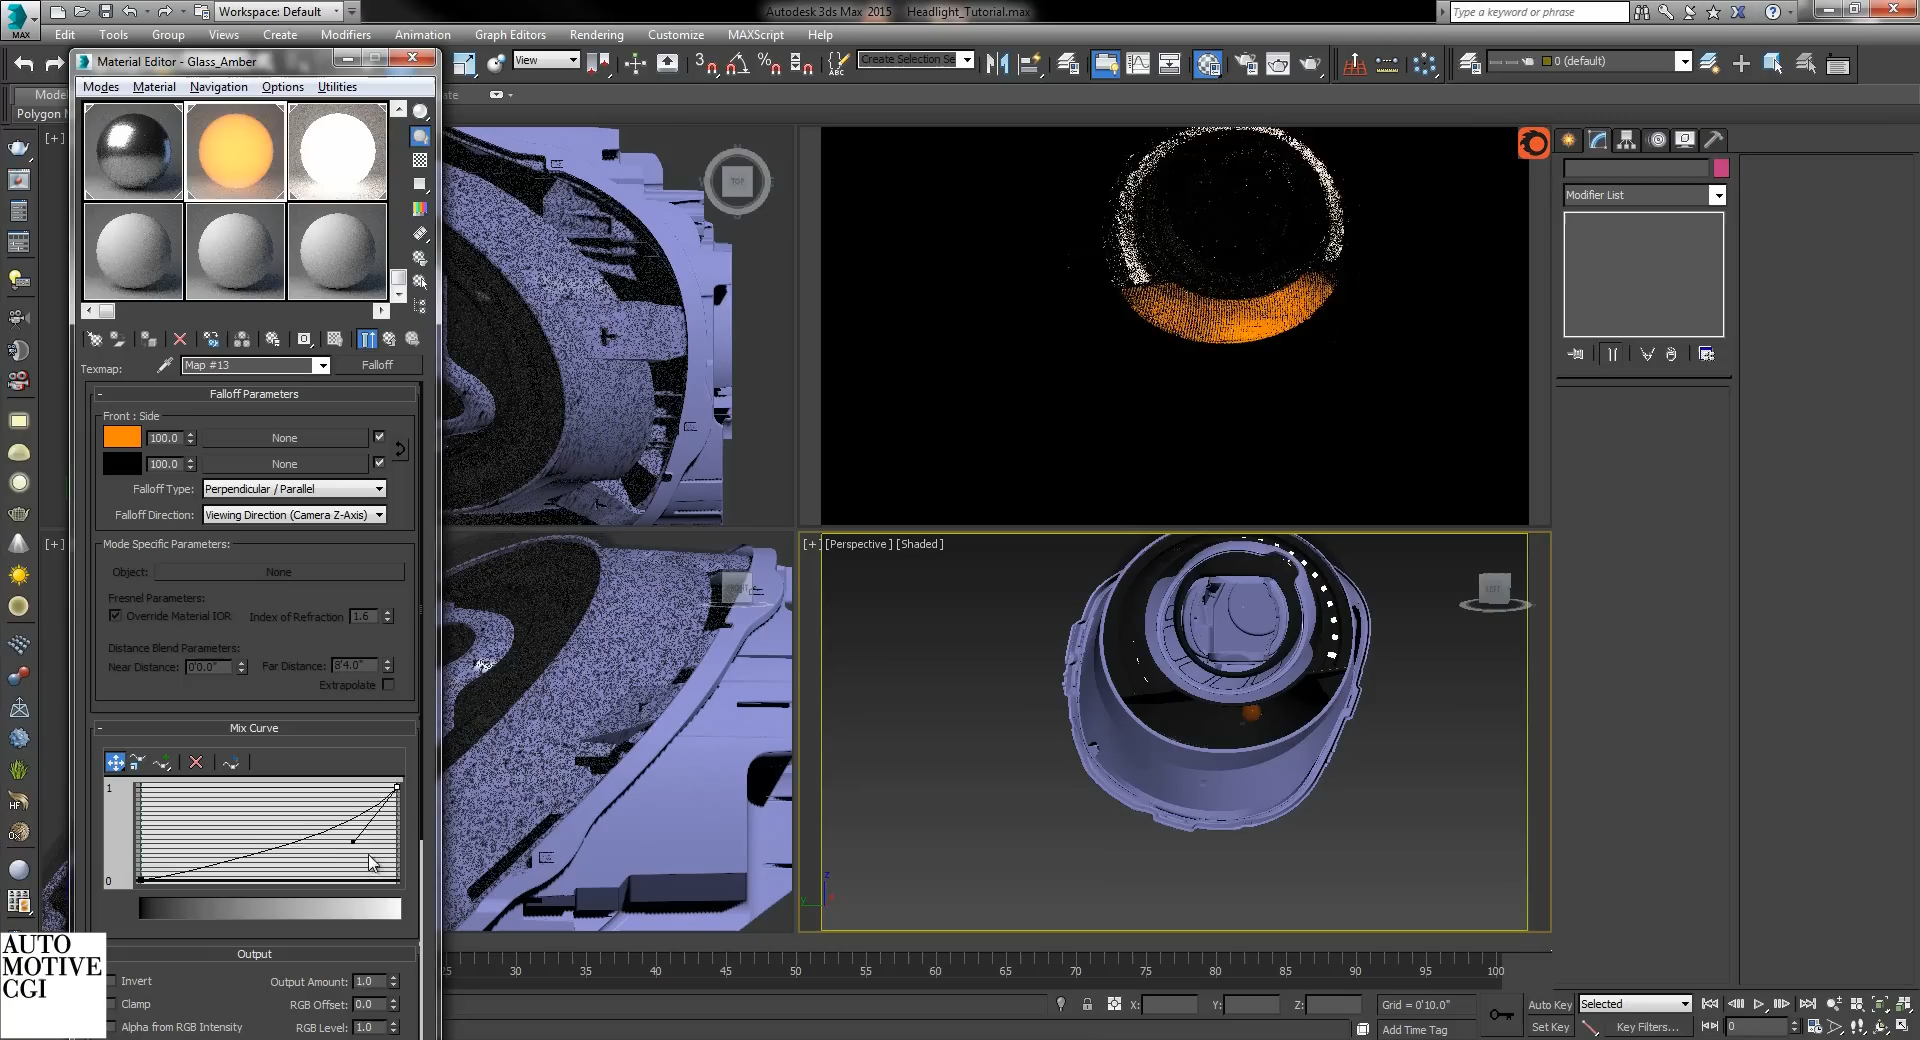 Workspace: Default
Autodesk 3ds Max 2015 Headlight_Tutorial.max
Type a keyword or phrase
MAX
Edit Tools Group Views Create Modifiers Animation Graph Editors Rendering Customize MAXScript Help
Material Editor - Glass_Amber
View
Create Selection Se
0 (default)
Modes Material Navigation Options Utilities
Mode
Polygon M
[+]
TOP
Modifier List
Texmap: Map #13 Falloff
Falloff Parameters
Front : Side
100.0 None
100.0 None
Falloff Type: Perpendicular / Parallel
Falloff Direction: Viewing Direction (Camera Z-Axis)
Mode Specific Parameters:
Object: None
Fresnel Parameters:
Override Material IOR Index of Refraction 1.6
Distance Blend Parameters:
Near Distance: 0'0.0" Far Distance: 8'4.0"
Extrapolate
Mix Curve
1
0
Output
Invert Output Amount: 1.0
Clamp RGB Offset: 0.0
Alpha from RGB Intensity RGB Level: 1.0
[+]
FRONT
[+] [Perspective] [Shaded]
LEFT
z
y
x
AUTO
MOTIVE
CGI
25 30 35 40 45 50 55 60 65 70 75 80 85 90 95 100
X: Y: Z: Grid = 0'10.0" Auto Key Selected
Add Time Tag Set Key Key Filters... 0